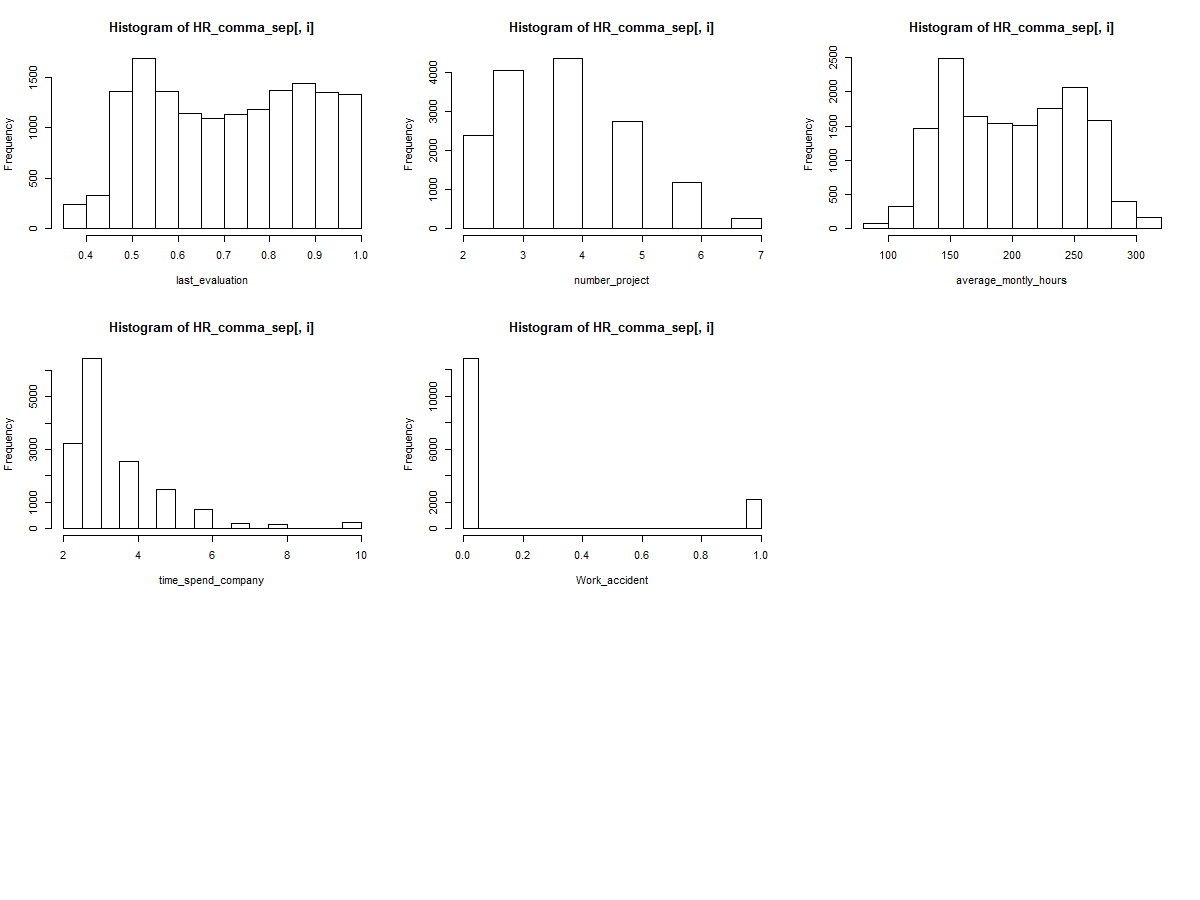 Histogram of HR_comma_sep[, i]
Frequency
0 500 1000 1500
0.4 0.5 0.6 0.7 0.8 0.9 1.0
last_evaluation
Histogram of HR_comma_sep[, i]
Frequency
0 1000 2000 3000 4000
2 3 4 5 6 7
number_project
Histogram of HR_comma_sep[, i]
Frequency
0 500 1000 1500 2000 2500
100 150 200 250 300
average_montly_hours
Histogram of HR_comma_sep[, i]
Frequency
0 1000 3000 5000
2 4 6 8 10
time_spend_company
Histogram of HR_comma_sep[, i]
Frequency
0 2000 6000 10000
0.0 0.2 0.4 0.6 0.8 1.0
Work_accident